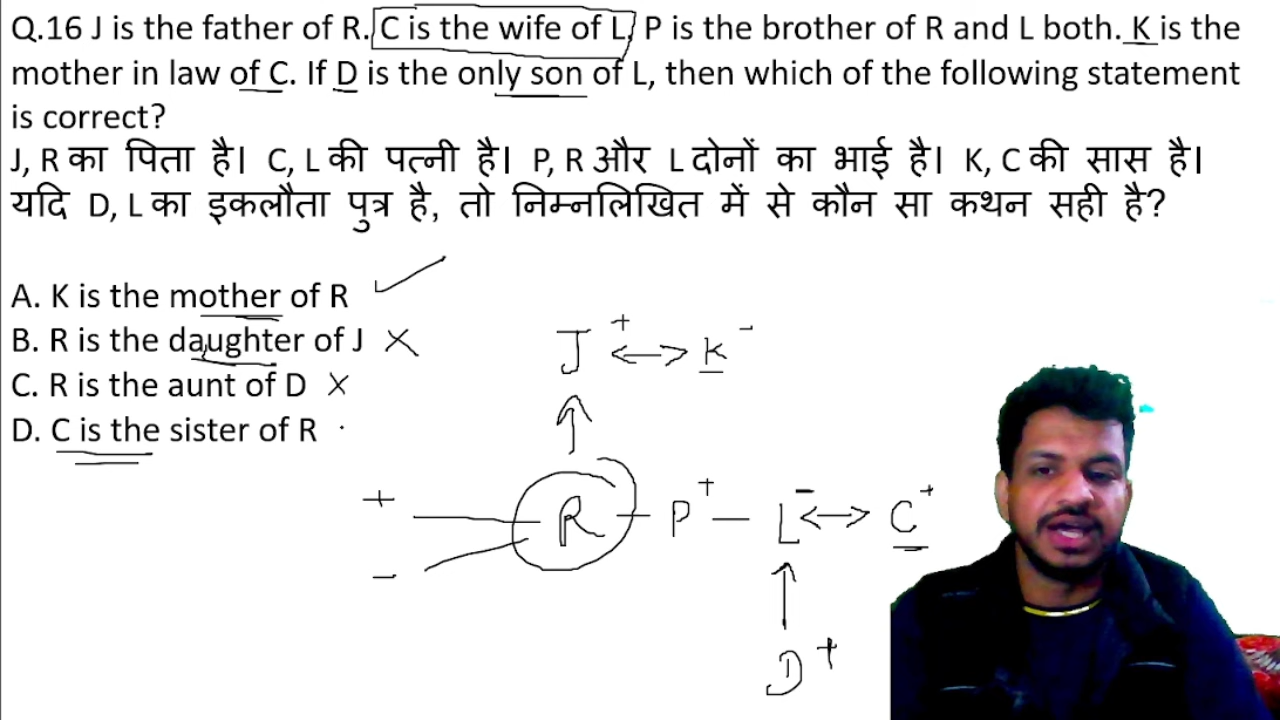 Q.16 J is the father of R. C is the wife of L, P is the brother of R and L both. K is the
mother in law of C. If D is the only son of L, then which of the following statement
is correct?
J, R का पिता है। C, L की पत्नी है। P, R और L दोनों का भाई है। K, C की सास है।
यदि D, L का इकलौता पुत्र है, तो निम्नलिखित में से कौन सा कथन सही है?
A. K is the mother of R
B. R is the daughter of J
C. R is the aunt of D
D. C is the sister of R
J + K -
+ - R P + L - C +
D +